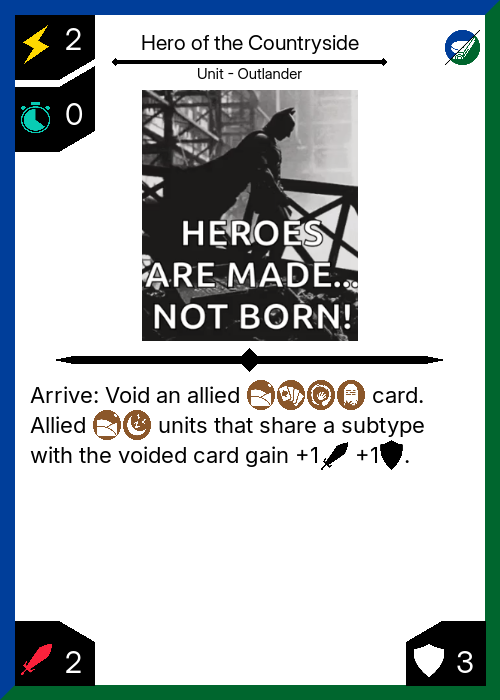 2
Hero of the Countryside
Unit - Outlander
0
HEROES
ARE MADE...
NOT BORN!
Arrive: Void an allied card.
Allied units that share a subtype
with the voided card gain +1 +1.
2
3